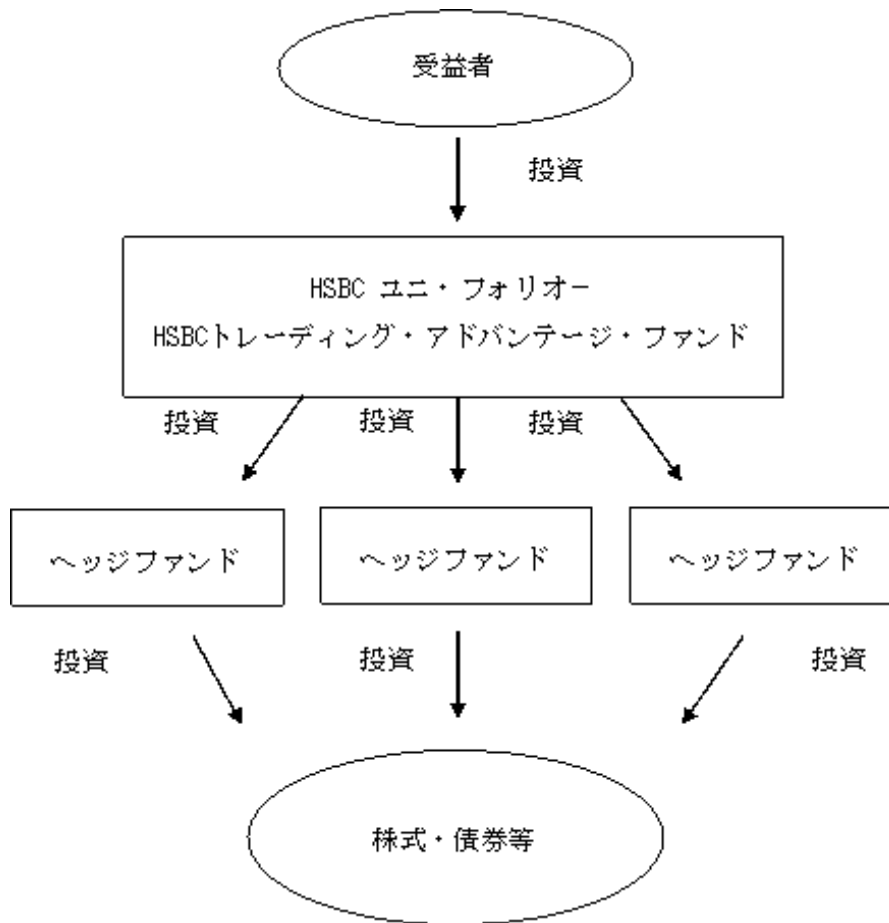 受益者
投資
HSBC ユニ・フォリオー
HSBCトレーディング・アドバンテージ・ファンド
投資 投資 投資
ヘッジファンド ヘッジファンド ヘッジファンド
投資 投資 投資
株式・債券等